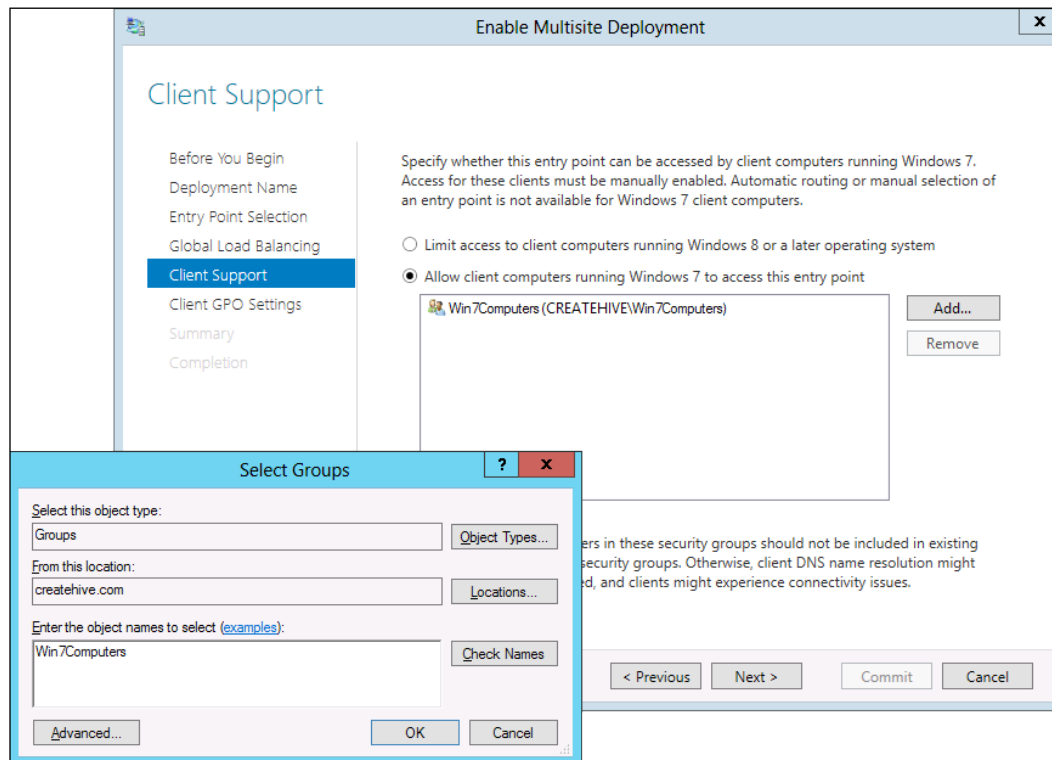 Enable Multisite Deployment
x
Client Support
Before You Begin
Deployment Name
Entry Point Selection
Global Load Balancing
Client Support
Client GPO Settings
Summary
Completion
Specify whether this entry point can be accessed by client computers running Windows 7.
Access for these clients must be manually enabled. Automatic routing or manual selection of
an entry point is not available for Windows 7 client computers.
Limit access to client computers running Windows 8 or a later operating system
Allow client computers running Windows 7 to access this entry point
Win7Computers (CREATEHIVE\Win7Computers)
Add...
Remove
ers in these security groups should not be included in existing
security groups. Otherwise, client DNS name resolution might
ed, and clients might experience connectivity issues.
< Previous
Next >
Commit
Cancel
Select Groups
?
x
Select this object type:
Groups
Object Types...
From this location:
createhive.com
Locations...
Enter the object names to select (examples):
Win7Computers
Check Names
Advanced...
OK
Cancel